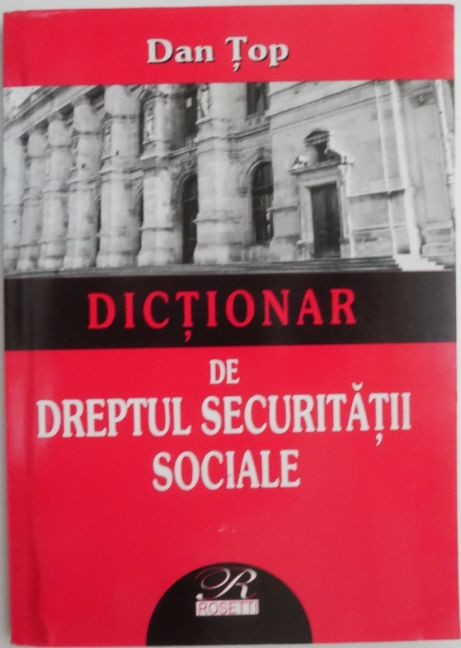 Dan Țop
DICȚIONAR
DE
DREPTUL SECURITĂȚII
SOCIALE
R
ROSETTI